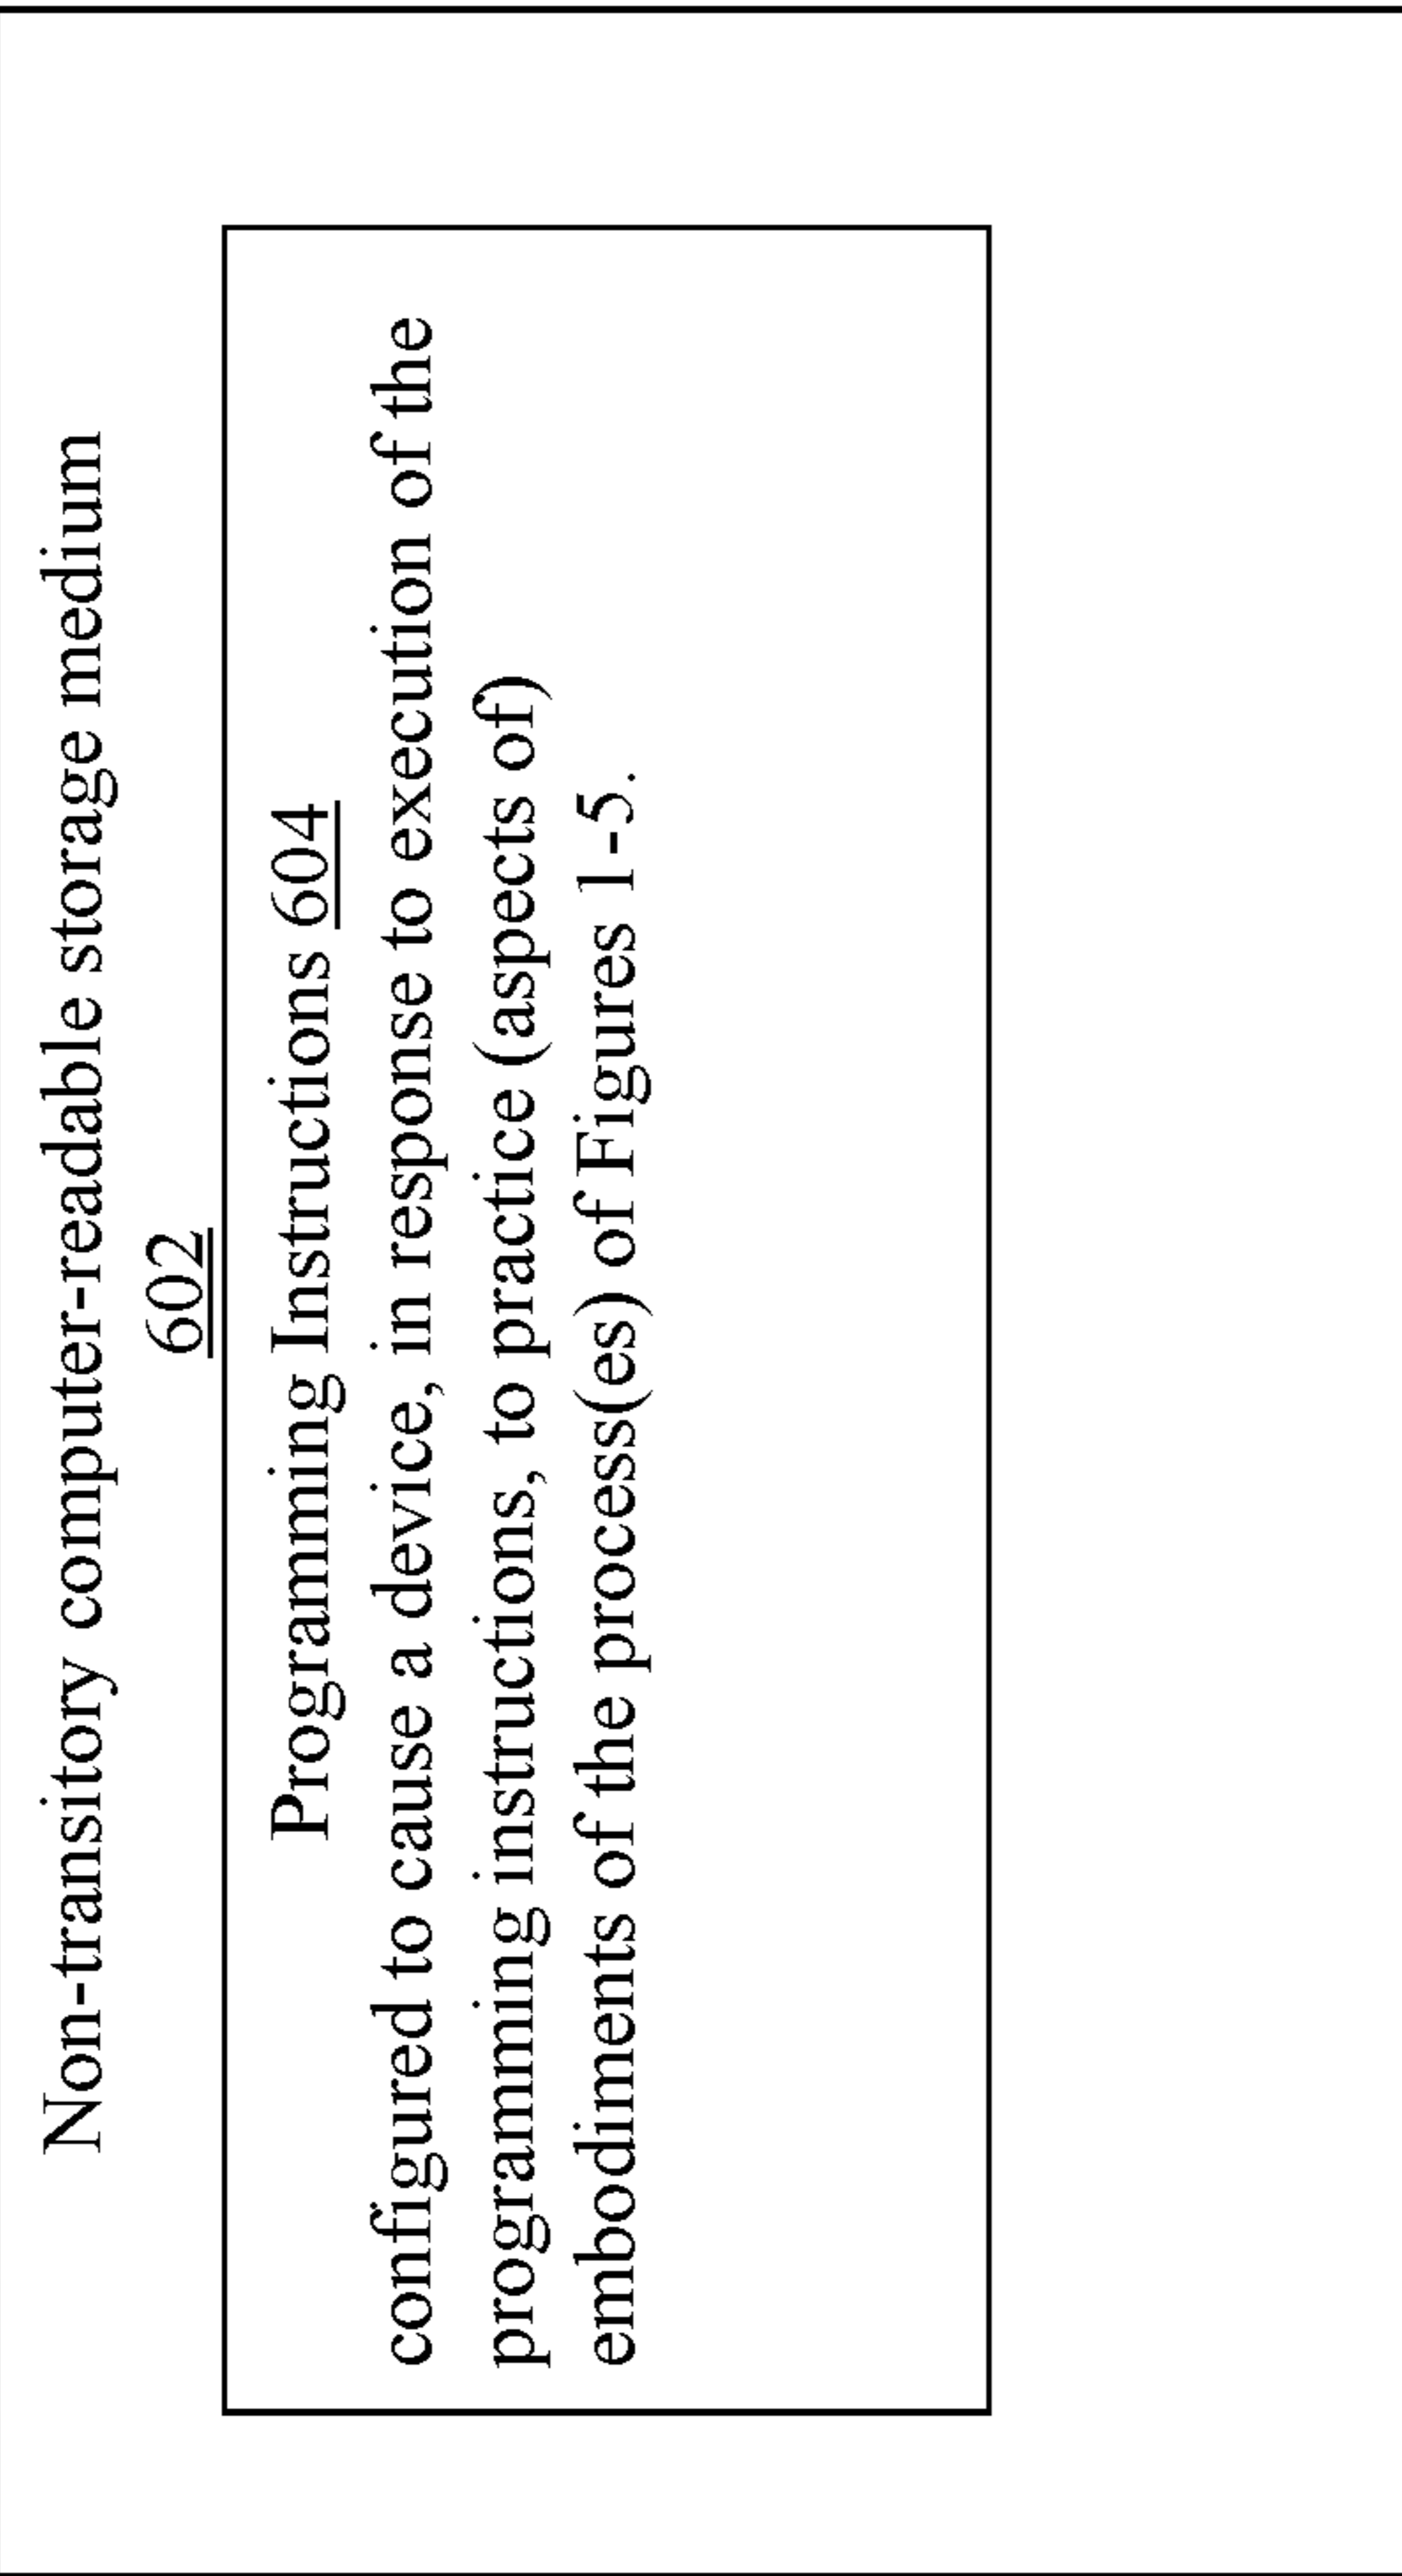 Non-transitory computer-readable storage medium
602
Programming Instructions 604
configured to cause a device, in response to execution of the
programming instructions, to practice (aspects of)
embodiments of the process(es) of Figures 1-5.